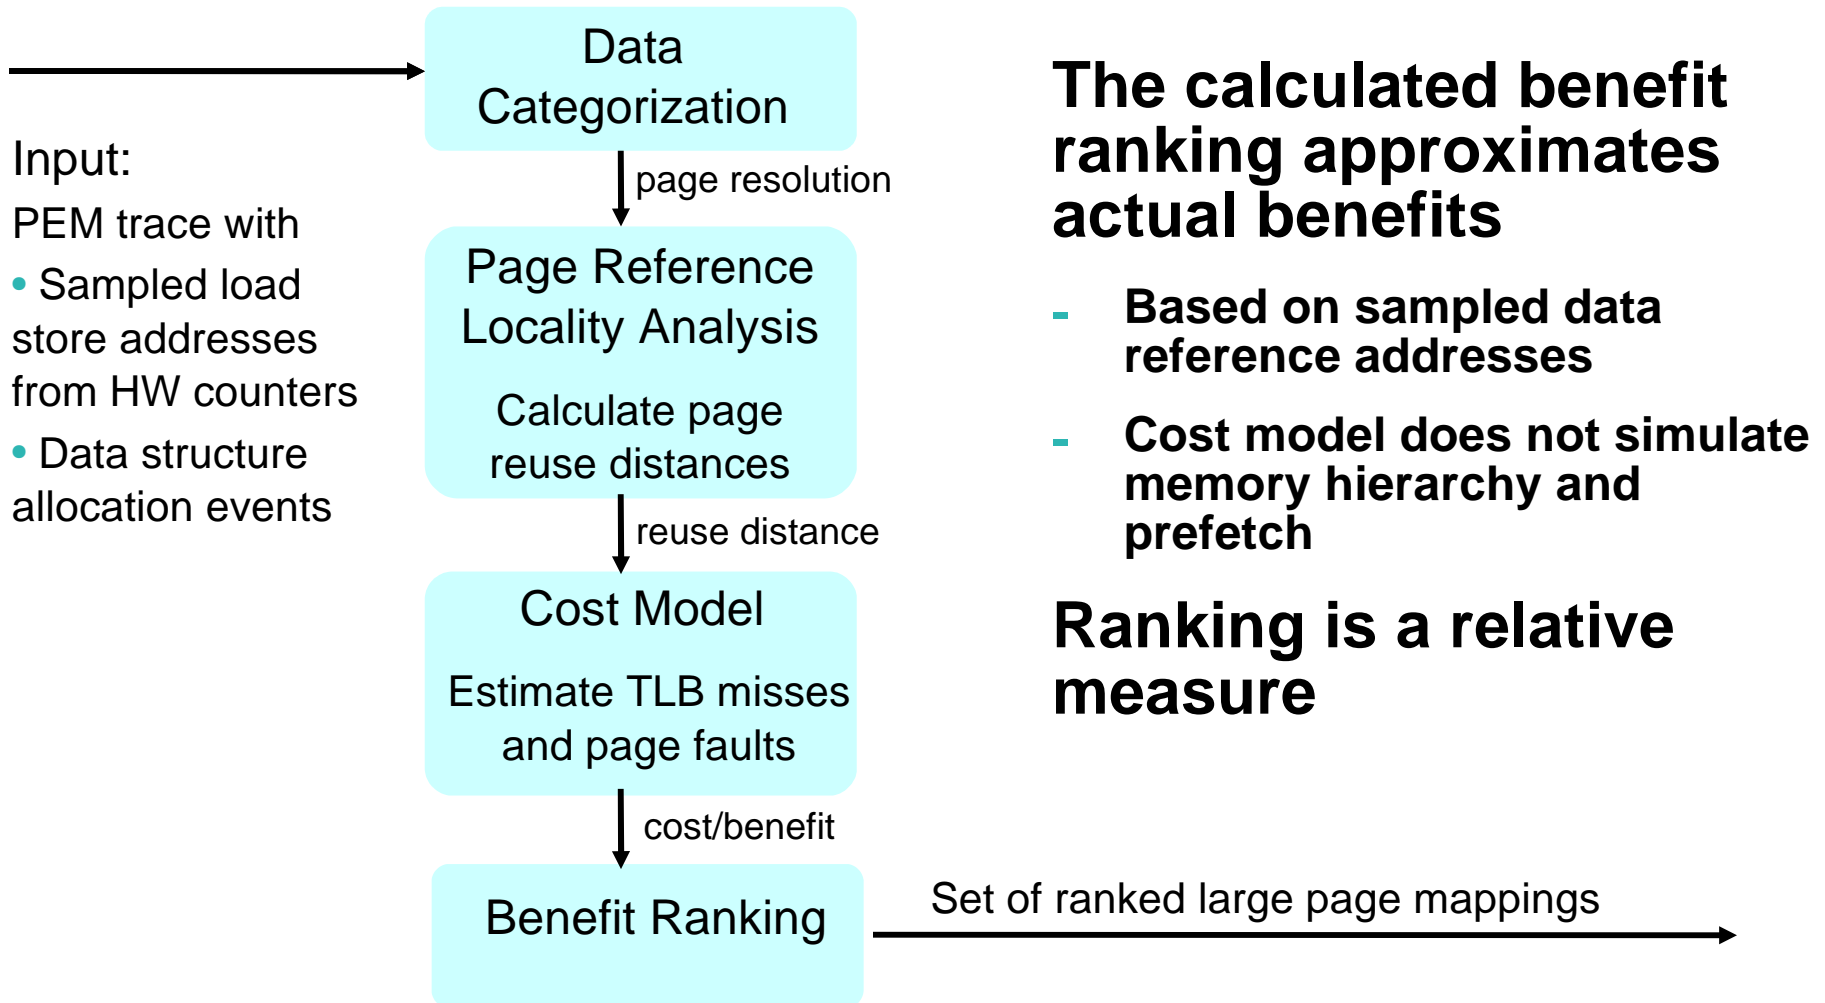 Data
Categorization
Input:
PEM trace with
• Sampled load
store addresses
from HW counters
• Data structure
allocation events
page resolution
Page Reference
Locality Analysis
Calculate page
reuse distances
reuse distance
Cost Model
Estimate TLB misses
and page faults
cost/benefit
Benefit Ranking
Set of ranked large page mappings
The calculated benefit
ranking approximates
actual benefits
- Based on sampled data
reference addresses
- Cost model does not simulate
memory hierarchy and
prefetch
Ranking is a relative
measure